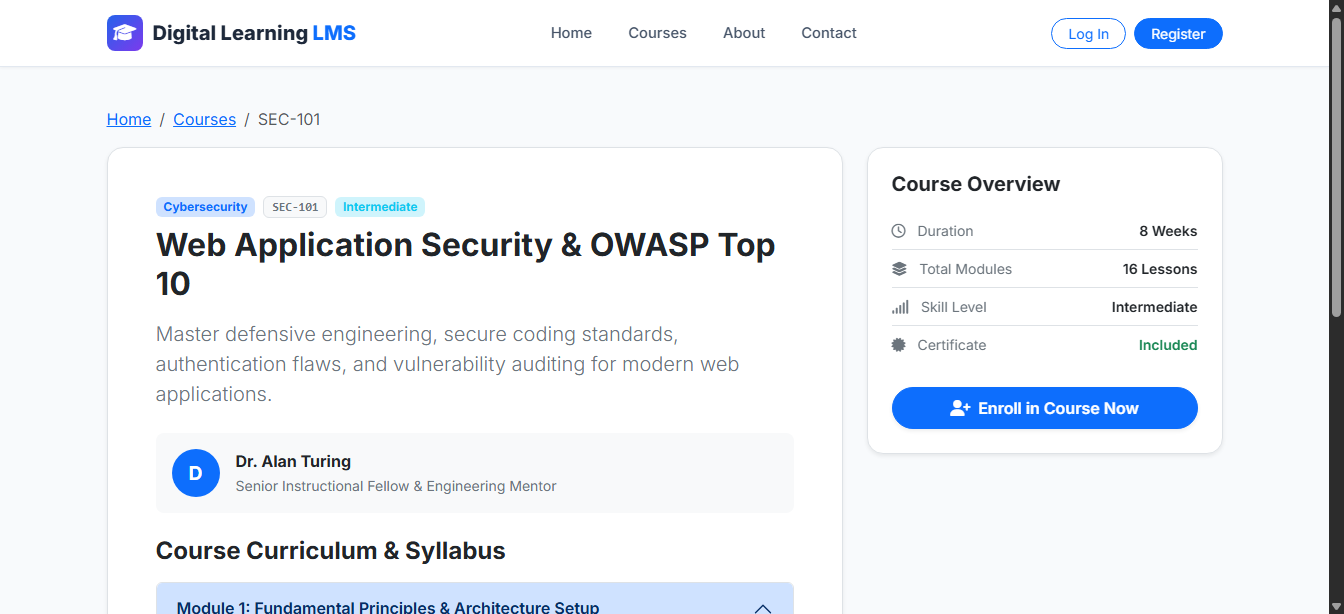 Digital Learning LMS
Home
Courses
About
Contact
Log In
Register
Home / Courses / SEC-101
Cybersecurity
SEC-101
Intermediate
Web Application Security & OWASP Top
10
Master defensive engineering, secure coding standards,
authentication flaws, and vulnerability auditing for modern web
applications.
D
Dr. Alan Turing
Senior Instructional Fellow & Engineering Mentor
Course Curriculum & Syllabus
Module 1: Fundamental Principles & Architecture Setup
Course Overview
Duration 8 Weeks
Total Modules 16 Lessons
Skill Level Intermediate
Certificate Included
Enroll in Course Now